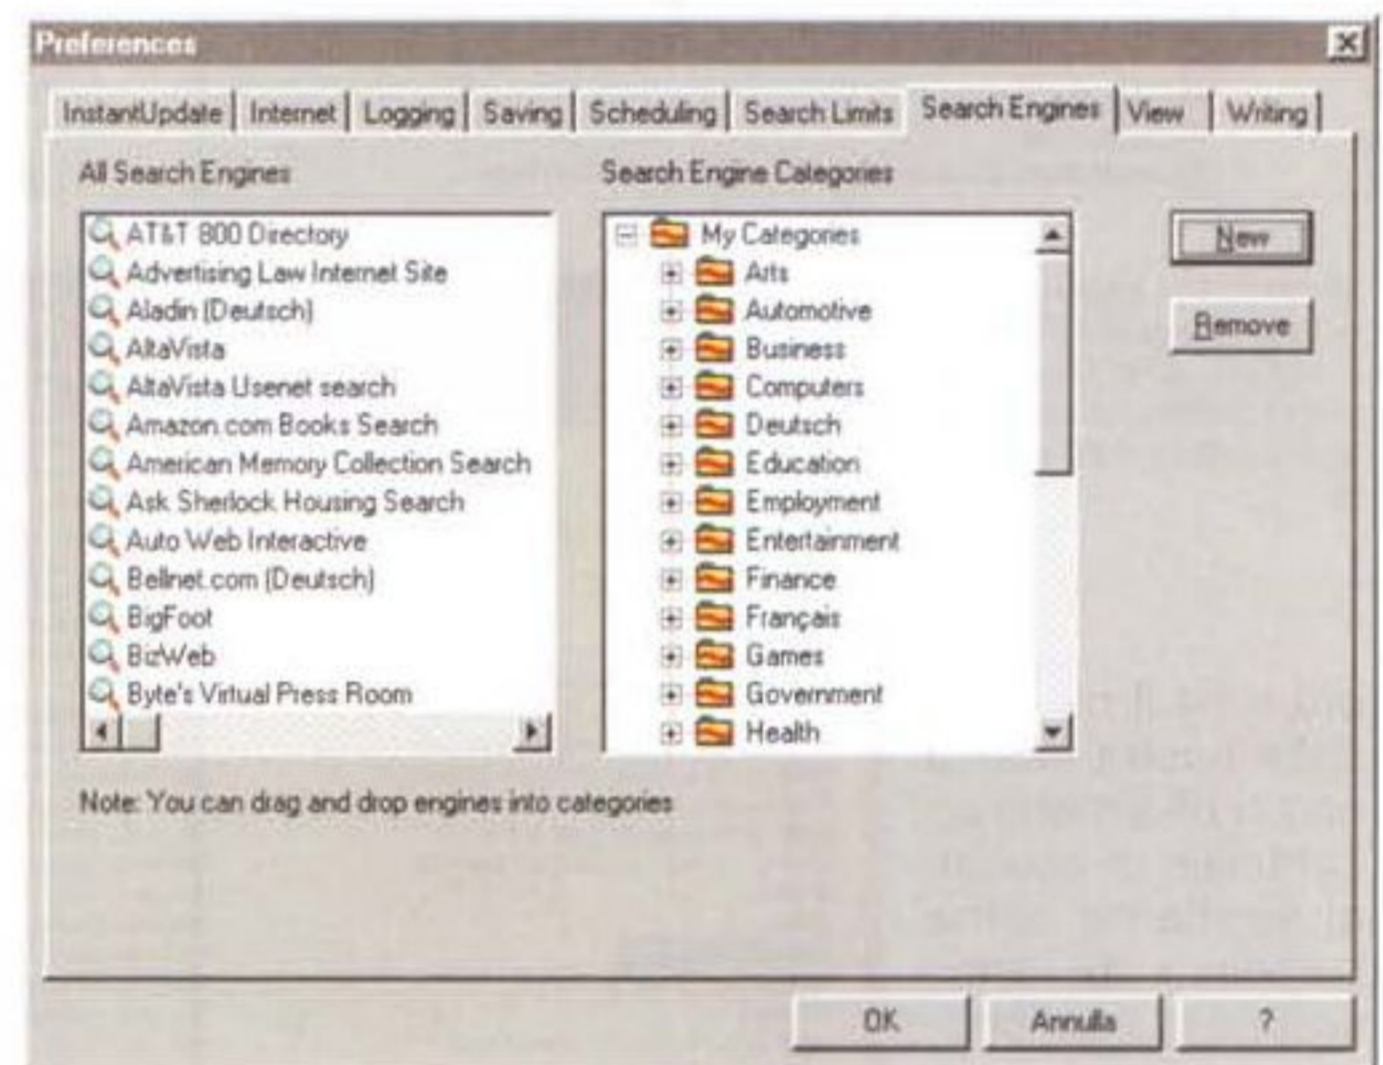 Preferences
InstantUpdate Internet Logging Saving Scheduling Search Limits Search Engines View Writing
All Search Engines
AT&T 800 Directory
Advertising Law Internet Site
Aladin (Deutsch)
AltaVista
AltaVista Usenet search
Amazon.com Books Search
American Memory Collection Search
Ask Sherlock Housing Search
Auto Web Interactive
Bellnet.com (Deutsch)
BigFoot
BizWeb
Byte's Virtual Press Room
Search Engine Categories
My Categories
Arts
Automotive
Business
Computers
Deutsch
Education
Employment
Entertainment
Finance
Français
Games
Government
Health
New
Remove
Note: You can drag and drop engines into categories
OK
Annulla
?